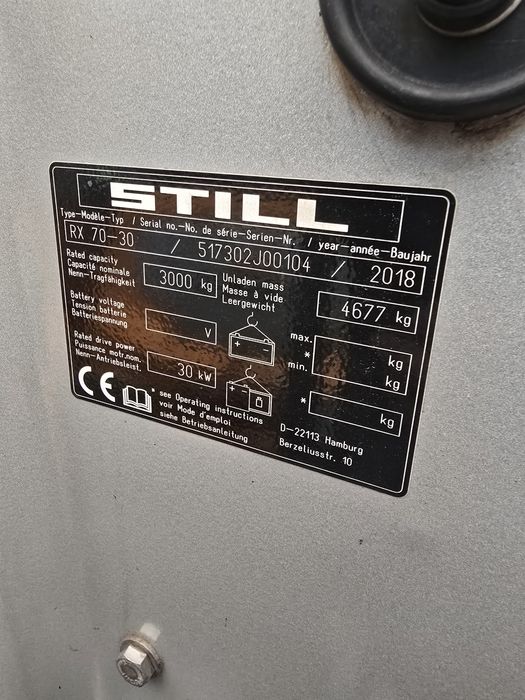 STILL
Type-Modèle-Typ / Serial no.-No. de série-Serien-Nr. / year-année-Baujahr
RX 70-30 / 517302J00104 / 2018
Rated capacity
Capacité nominale
Nenn-Tragfähigkeit
3000 kg
Unladen mass
Masse à vide
Leergewicht
4677 kg
Battery voltage
Tension batterie
Batteriespannung
V
+ -
max.
*
min.
kg
kg
Rated drive power
Puissance motr.nom.
Nenn-Antriebsleist.
30 kW
+ -
*
kg
CE
* see Operating instructions
voir Mode d'emploi
siehe Betriebsanleitung
D-22113 Hamburg
Berzeliusstr. 10